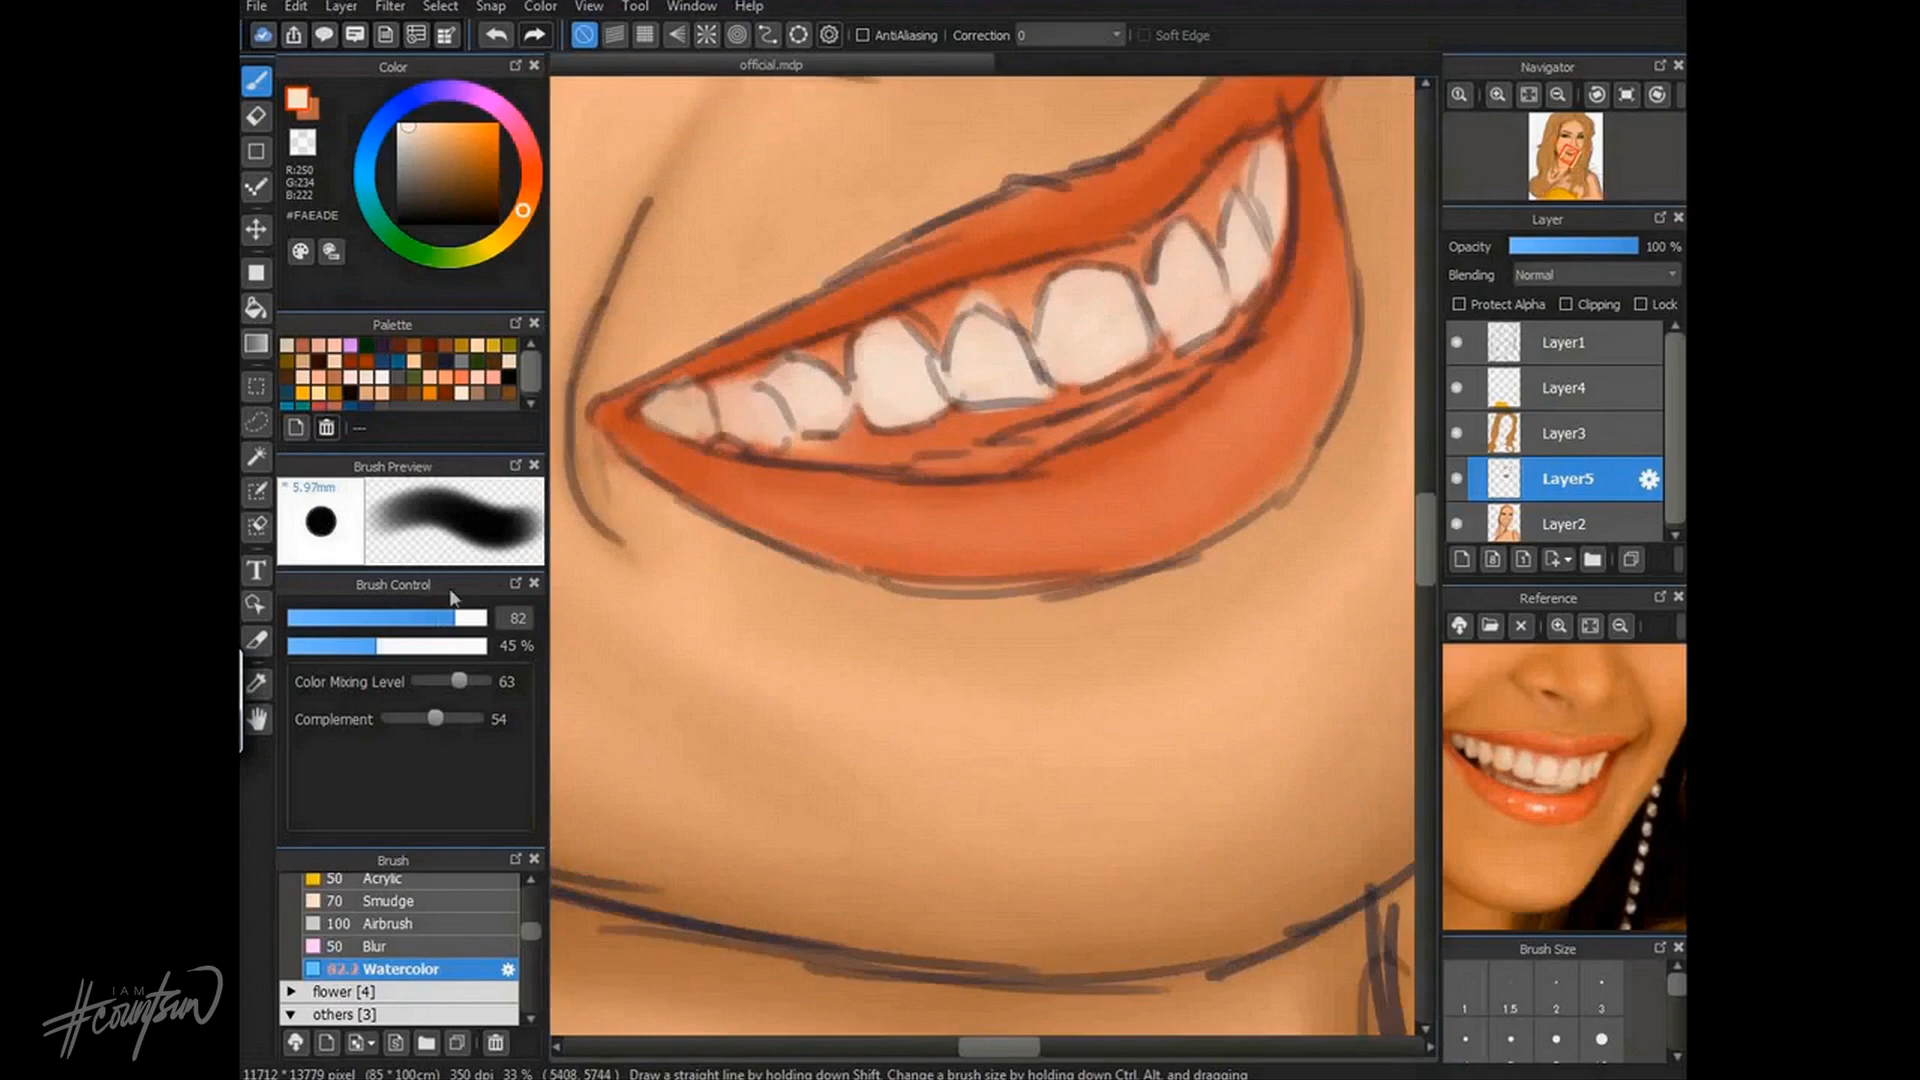 File Edit Layer Filter Select Snap Color View Tool Window Help
AntiAliasing Correction 0 Soft Edge
official.mdp
Color
R:250
G:234
B:222
#FAEADE
Palette
---
Brush Preview
* 5.97mm
Brush Control
82
45 %
Color Mixing Level 63
Complement 54
Brush
50 Acrylic
70 Smudge
100 Airbrush
50 Blur
82.2 Watercolor
flower [4]
others [3]
Navigator
Layer
Opacity 100 %
Blending Normal
Protect Alpha Clipping Lock
Layer1
Layer4
Layer3
Layer5
Layer2
Reference
Brush Size
1 1.5 2 3
11712 * 13779 pixel (85 * 100cm) 350 dpi 33 % ( 5408, 5744 ) Draw a straight line by holding down Shift, Change a brush size by holding down Ctrl, Alt, and dragging
I AM
#countsun